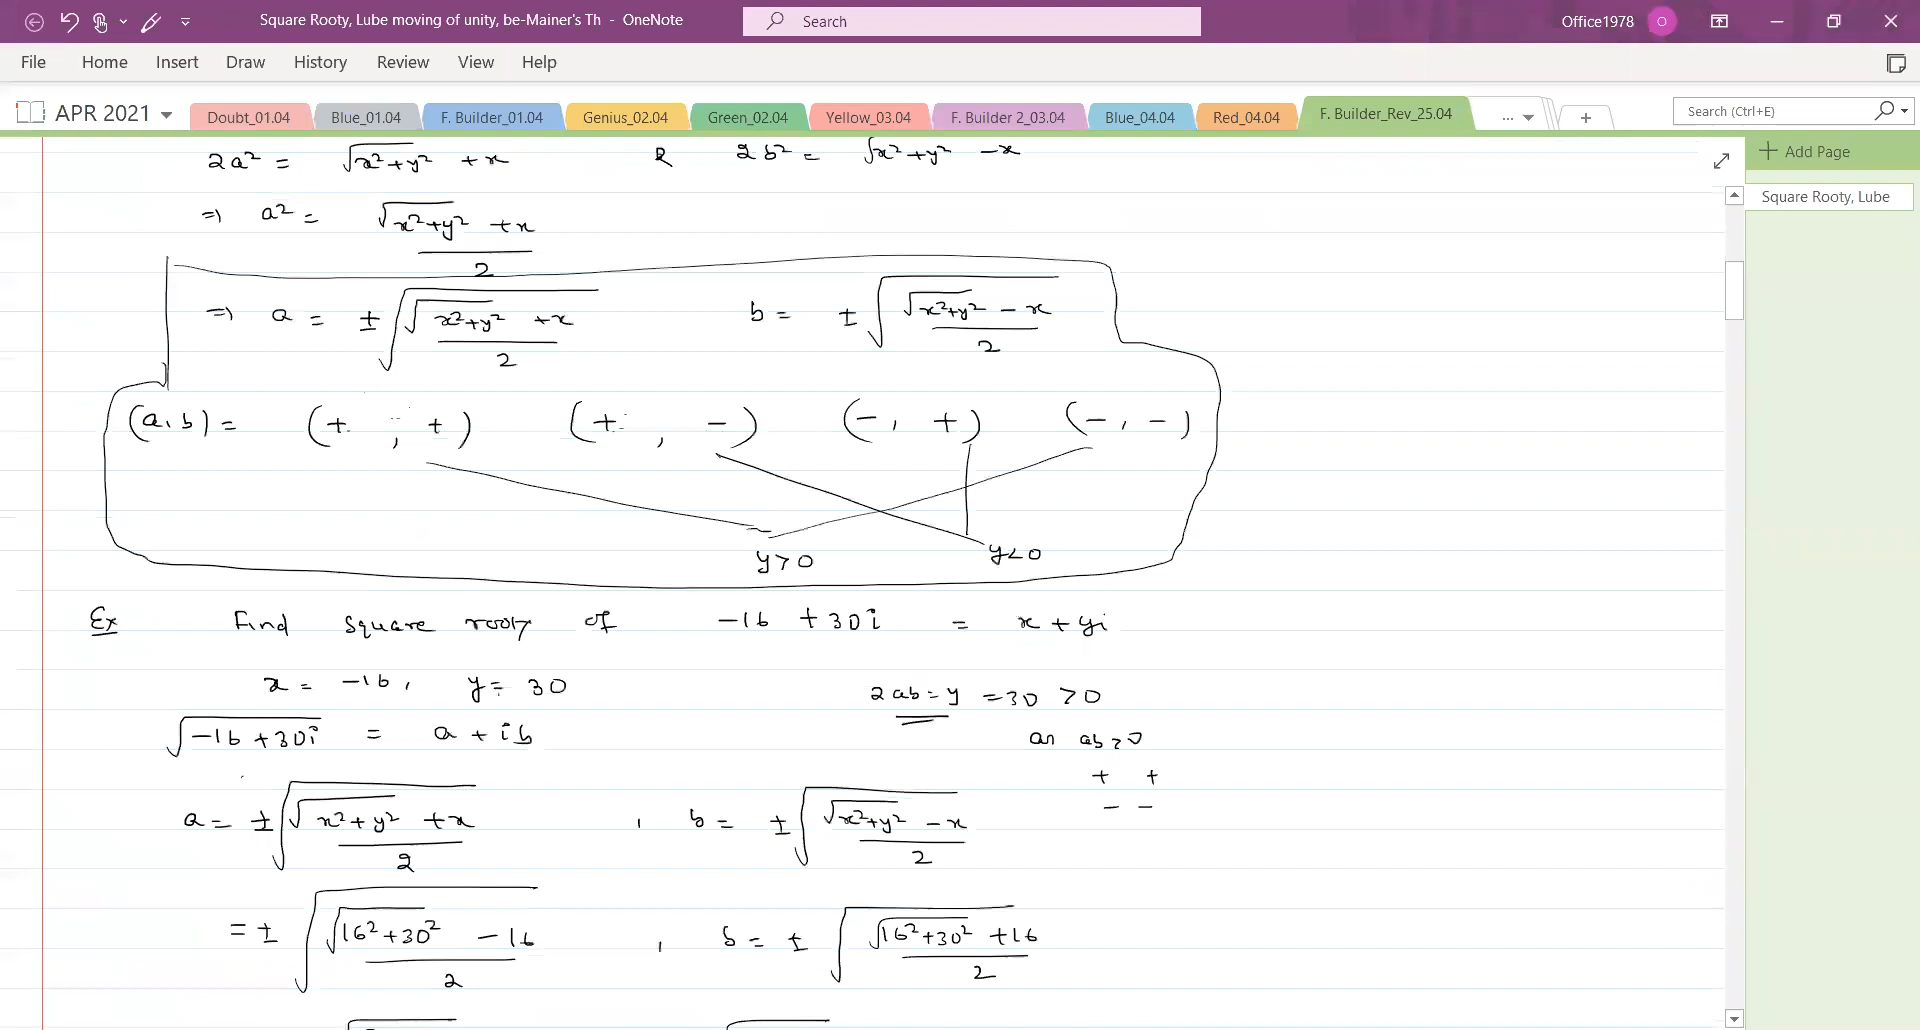 Square Rooty, Lube moving of unity, be-Mainer's Th - OneNote
Search
Office1978
O
File Home Insert Draw History Review View Help
APR 2021
Doubt_01.04 Blue_01.04 F. Builder_01.04 Genius_02.04 Green_02.04 Yellow_03.04 F. Builder 2_03.04 Blue_04.04 Red_04.04 F. Builder_Rev_25.04 ... +
Search (Ctrl+E)
+ Add Page
Square Rooty, Lube
2a² = √(x²+y²) + x & 2b² = √(x²+y²) - x
⇒ a² = (√(x²+y²) + x)/2
⇒ a = ± √((√(x²+y²) + x)/2) b = ± √((√(x²+y²) - x)/2)
(a, b) = (+ , +) (+ , -) (-, +) (-, -)
y>0 y<0
Ex Find square root of -16 + 30i = x + yi
x = -16, y = 30
2ab = y = 30 > 0
√(-16 + 30i) = a + ib
as ab > 0
+ +
- -
a = ± √((√(x²+y²) + x)/2) , b = ± √((√(x²+y²) - x)/2)
= ± √((√(16²+30²) - 16)/2) , b = ± √((√(16²+30²) + 16)/2)